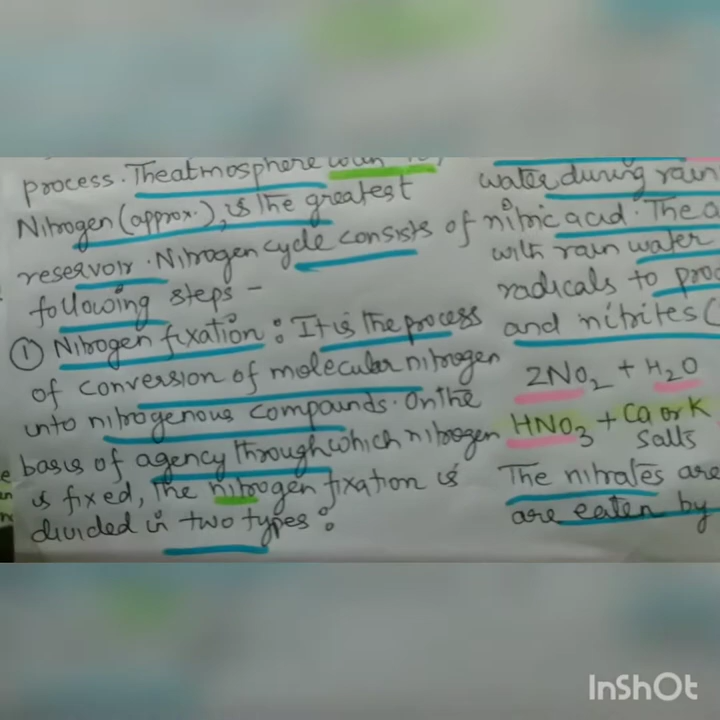 process. The atmosphere with
Nitrogen (approx.), is the greatest
reservoir. Nitrogen cycle consists of
following steps –
① Nitrogen fixation : It is the process
of conversion of molecular nitrogen
into nitrogenous compounds. On the
basis of agency through which nitrogen
is fixed, the nitrogen fixation is
divided in two types :
water during rain
nitric acid. The
with rain water
radicals to
and nitrites (
2NO₂ + H₂O
HNO₃ + Ca or K
salts
The nitrates are
are eaten by
InShOt